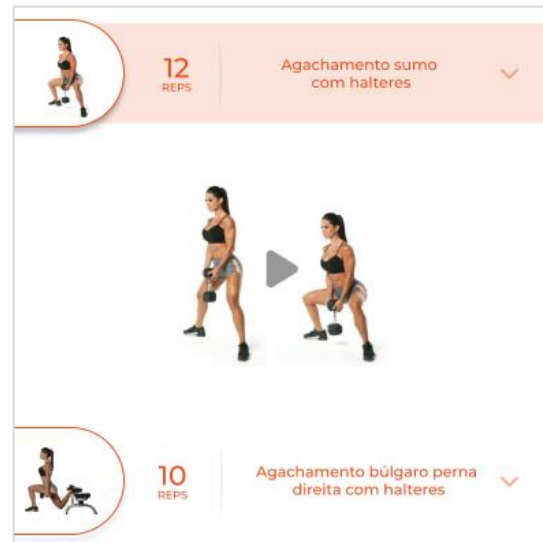 12
REPS
Agachamento sumo
com halteres
10
REPS
Agachamento búlgaro perna
direita com halteres